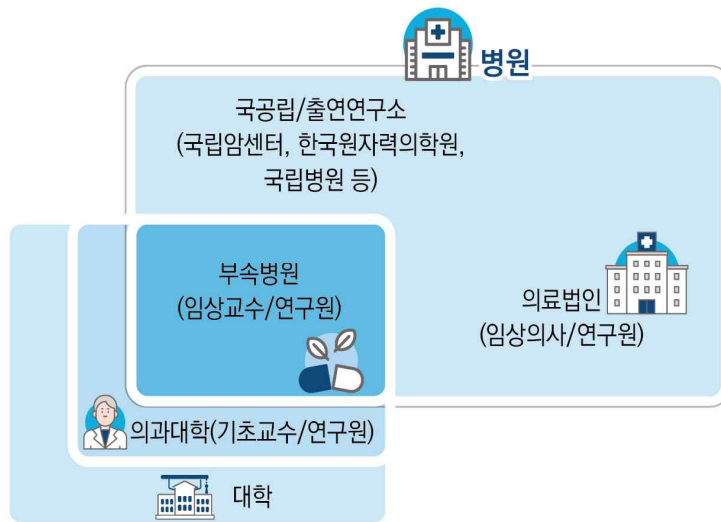 병원
국공립/출연연구소
(국립암센터, 한국원자력의학원,
국립병원 등)
부속병원
(임상교수/연구원)
의료법인
(임상의사/연구원)
의과대학(기초교수/연구원)
대학